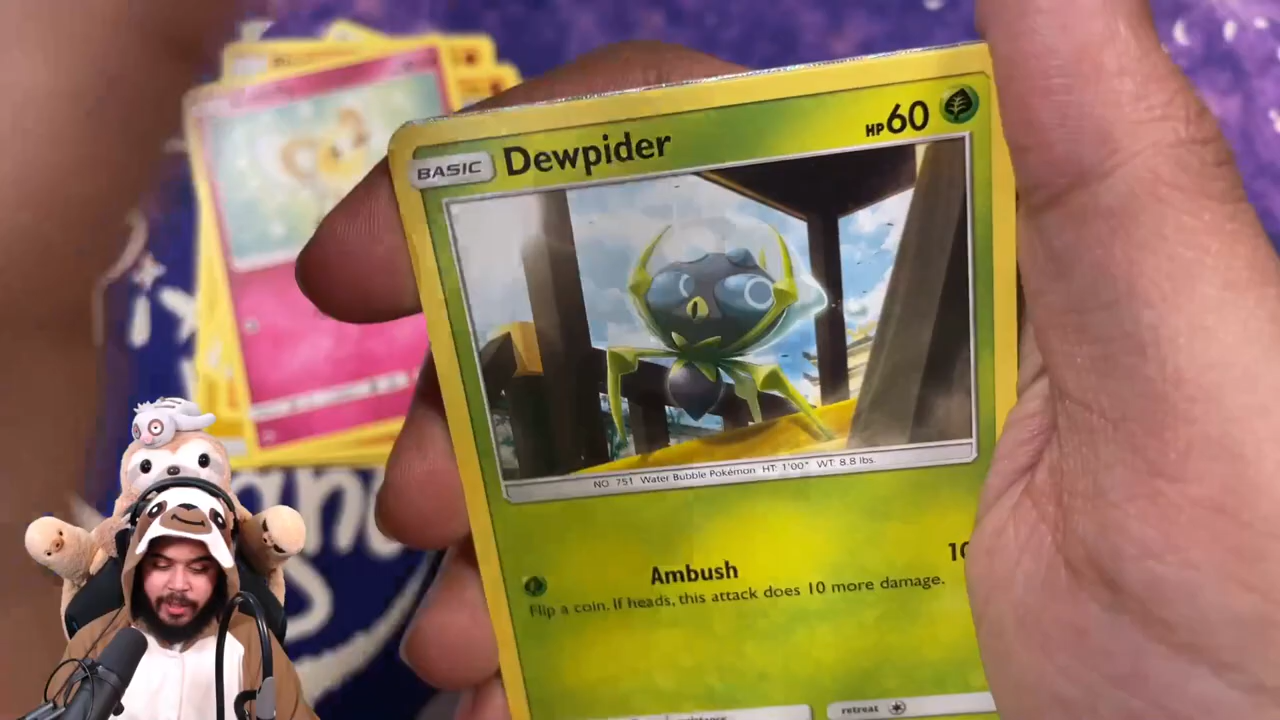 BASIC Dewpider HP60
NO. 751 Water Bubble Pokémon HT: 1'00" WT: 8.8 lbs.
Ambush 10
Flip a coin. If heads, this attack does 10 more damage.
retreat